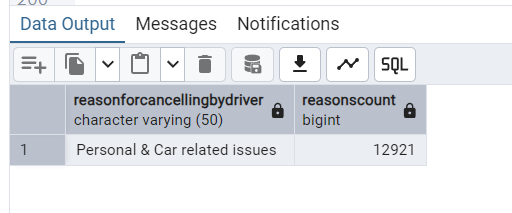 Data Output Messages Notifications
SQL
reasonforcancellingbydriver reasonscount
character varying (50) bigint
1 Personal & Car related issues 12921